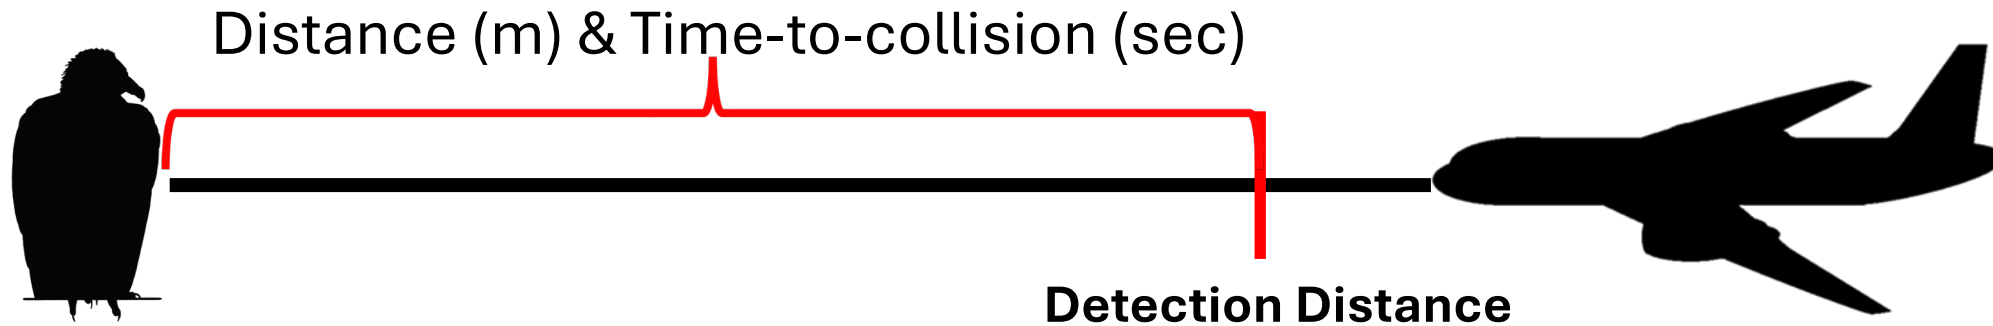 Distance (m) & Time-to-collision (sec)
Detection Distance